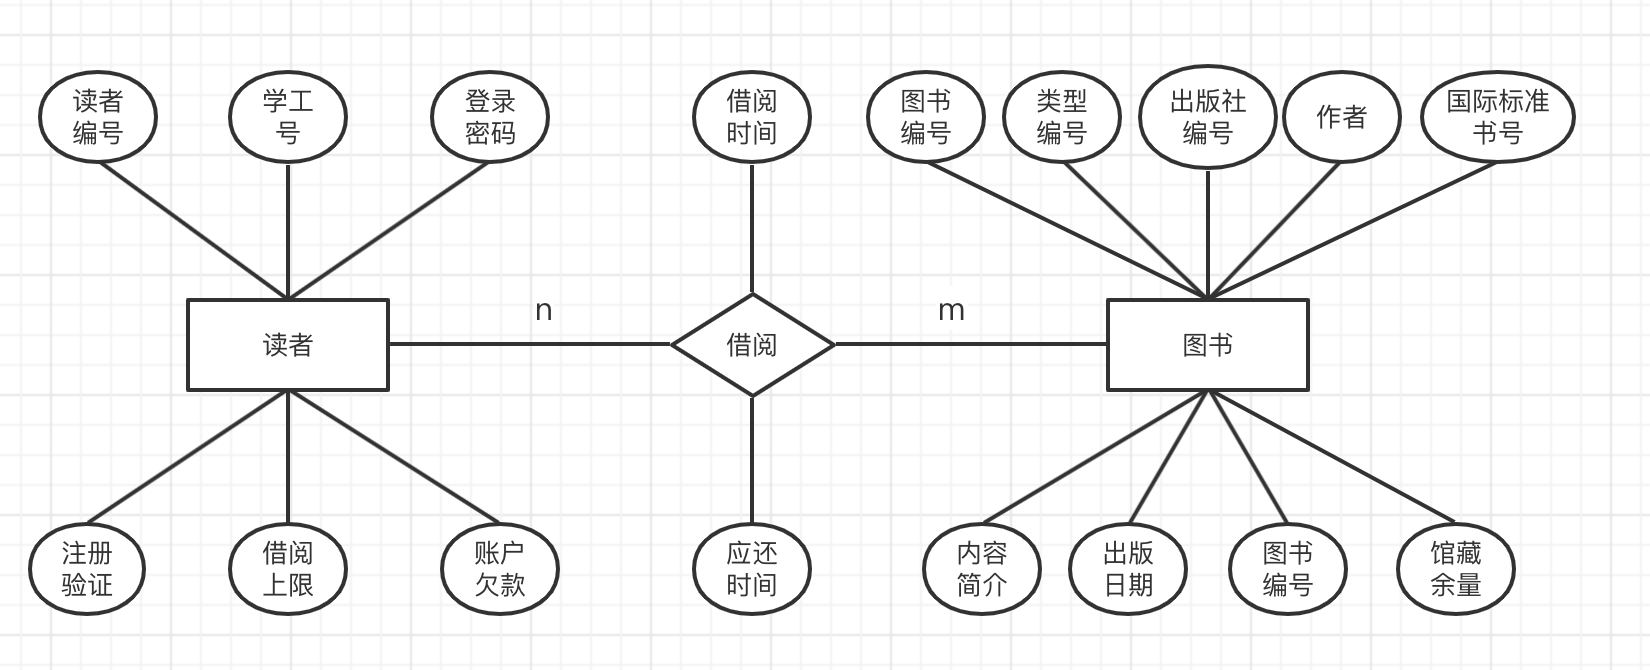 读者
编号
学工
号
登录
密码
借阅
时间
图书
编号
类型
编号
出版社
编号
作者
国际标准
书号
n
m
读者
借阅
图书
注册
验证
借阅
上限
账户
欠款
应还
时间
内容
简介
出版
日期
图书
编号
馆藏
余量